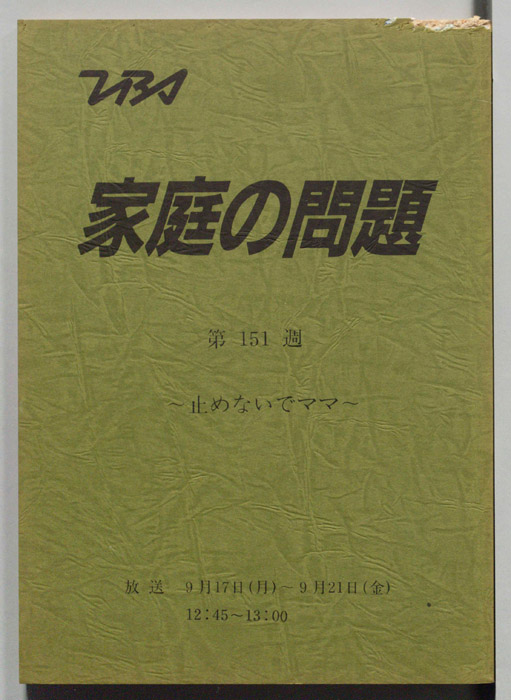 TBS
家庭の問題
第 151 週
～止めないでママ～
放 送 9月17日(月)～9月21日(金)
12:45～13:00